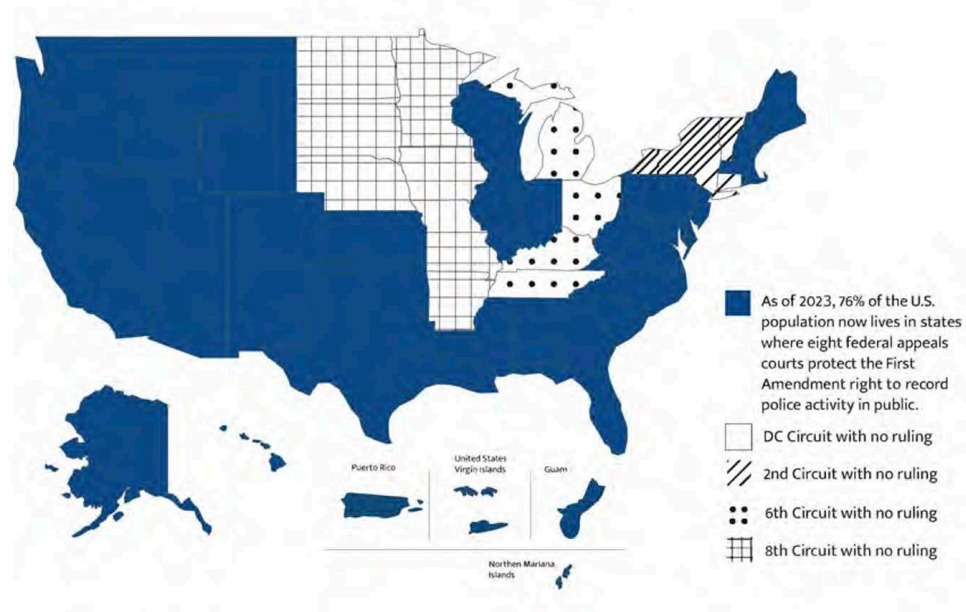 As of 2023, 76% of the U.S.
population now lives in states
where eight federal appeals
courts protect the First
Amendment right to record
police activity in public.
DC Circuit with no ruling
2nd Circuit with no ruling
6th Circuit with no ruling
8th Circuit with no ruling
Puerto Rico
United States
Virgin Islands
Guam
Northen Mariana
Islands